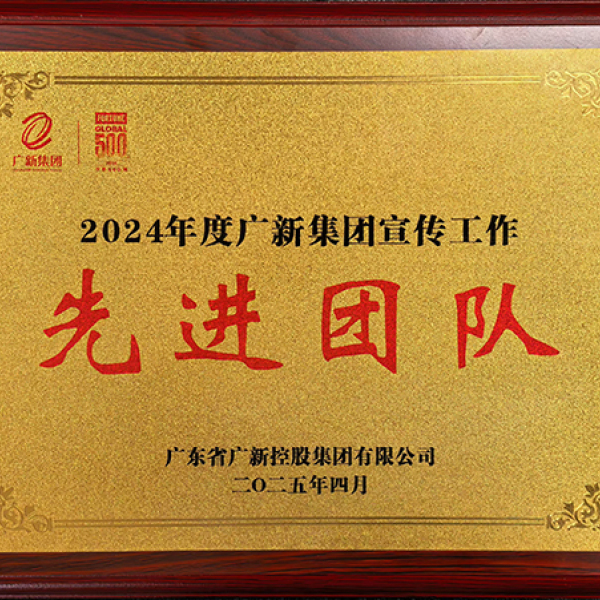 广新集团
FORTUNE
GLOBAL
500
2024年度广新集团宣传工作
先进团队
广东省广新控股集团有限公司
二〇二五年四月